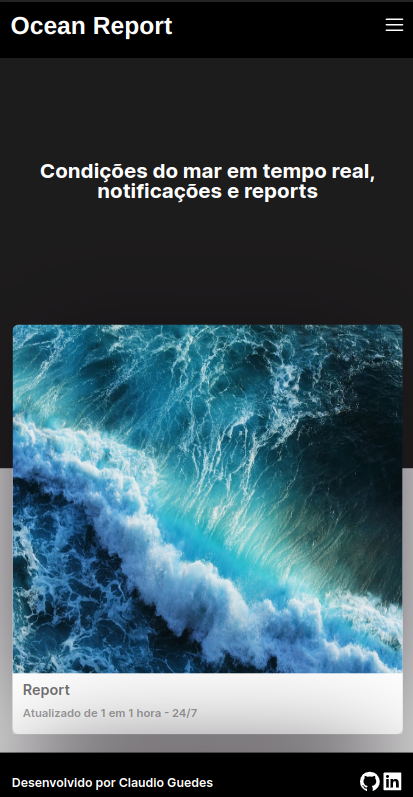 Ocean Report
Condições do mar em tempo real,
notificações e reports
Report
Atualizado de 1 em 1 hora - 24/7
Desenvolvido por Claudio Guedes